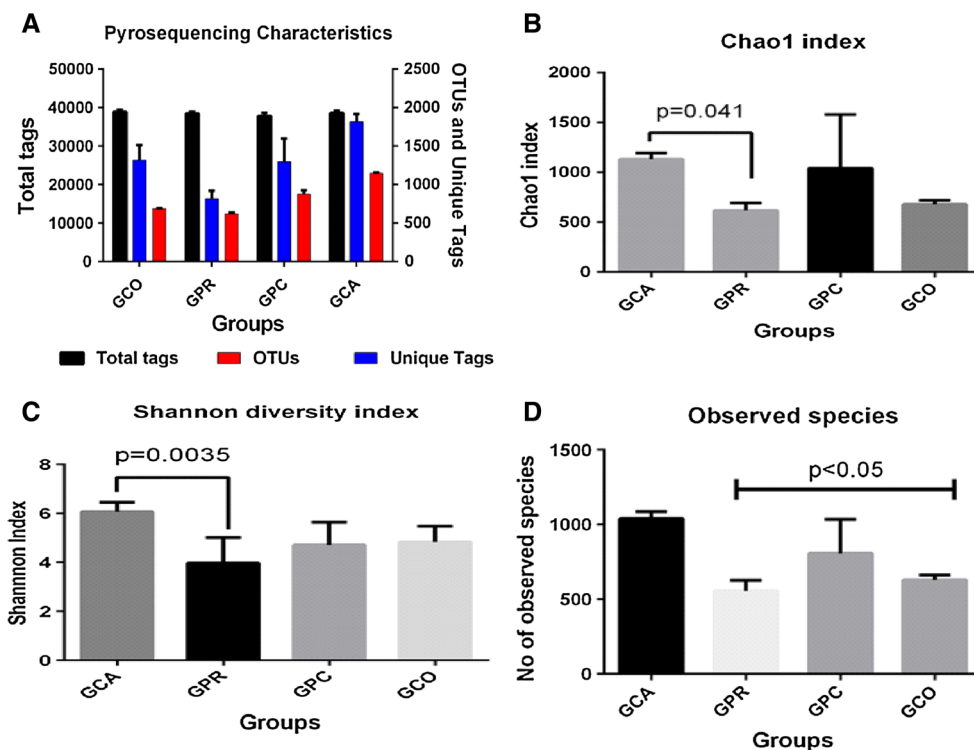 A
Pyrosequencing Characteristics
50000
40000
30000
20000
10000
0
Total tags
2500
2000
1500
1000
500
0
OTUs and Unique Tags
GCO GPR GPC GCA
Groups
Total tags OTUs Unique Tags
B
Chao1 index
2000
1500
1000
500
0
Chao1 index
p=0.041
GCA GPR GPC GCO
Groups
C
Shannon diversity index
8
6
4
2
0
Shannnon Index
p=0.0035
GCA GPR GPC GCO
Groups
D
Observed species
1500
1000
500
0
No of observed species
p<0.05
GCA GPR GPC GCO
Groups